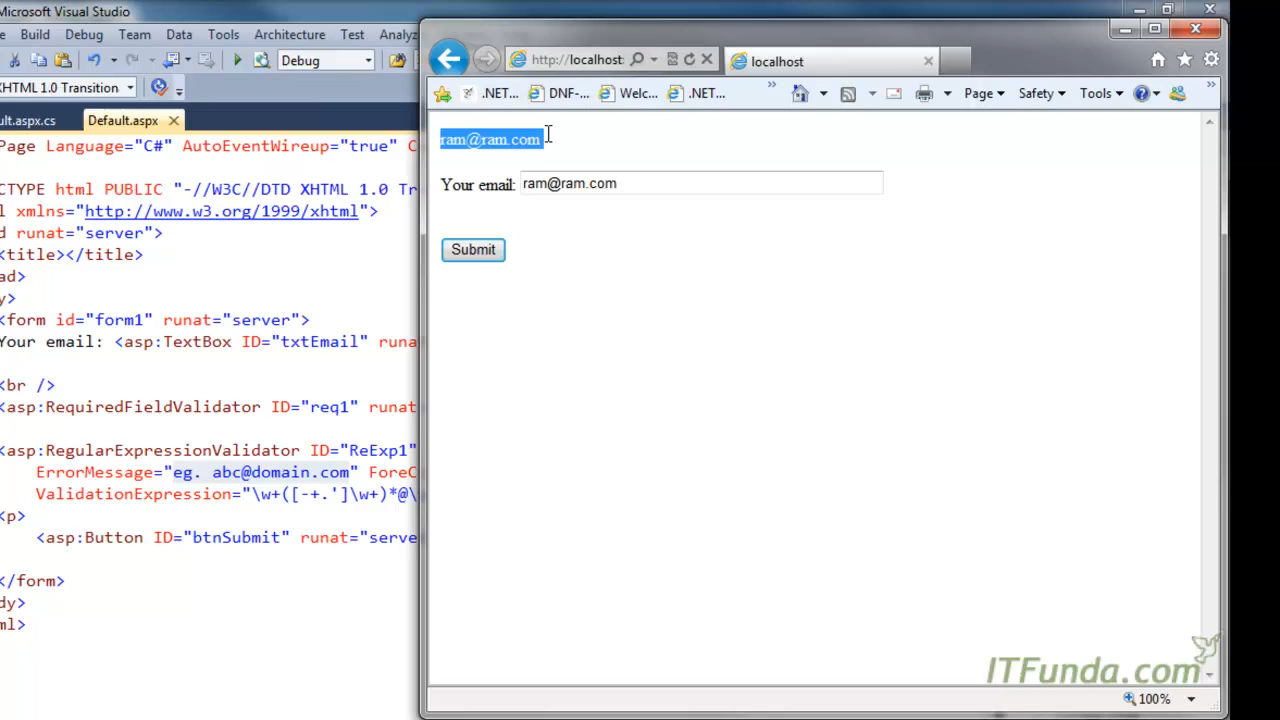 Microsoft Visual Studio
Build Debug Team Data Tools Architecture Test Analyz
Debug
XHTML 1.0 Transition
ult.aspx.cs Default.aspx
Page Language="C#" AutoEventWireup="true" C
CTYPE html PUBLIC "-//W3C//DTD XHTML 1.0 Tr
l xmlns="http://www.w3.org/1999/xhtml">
d runat="server">
<title></title>
ad>
y>
<form id="form1" runat="server">
Your email: <asp:TextBox ID="txtEmail" runa
<br />
<asp:RequiredFieldValidator ID="req1" runat
<asp:RegularExpressionValidator ID="ReExp1"
ErrorMessage="eg. abc@domain.com" ForeC
ValidationExpression="\w+([-+.']\w+)*@\
<p>
<asp:Button ID="btnSubmit" runat="serve
</form>
dy>
ml>
http://localhost: localhost
.NET... DNF-... Welc... .NET... Page Safety Tools
ram@ram.com
Your email: ram@ram.com
Submit
ITFunda.com
100%